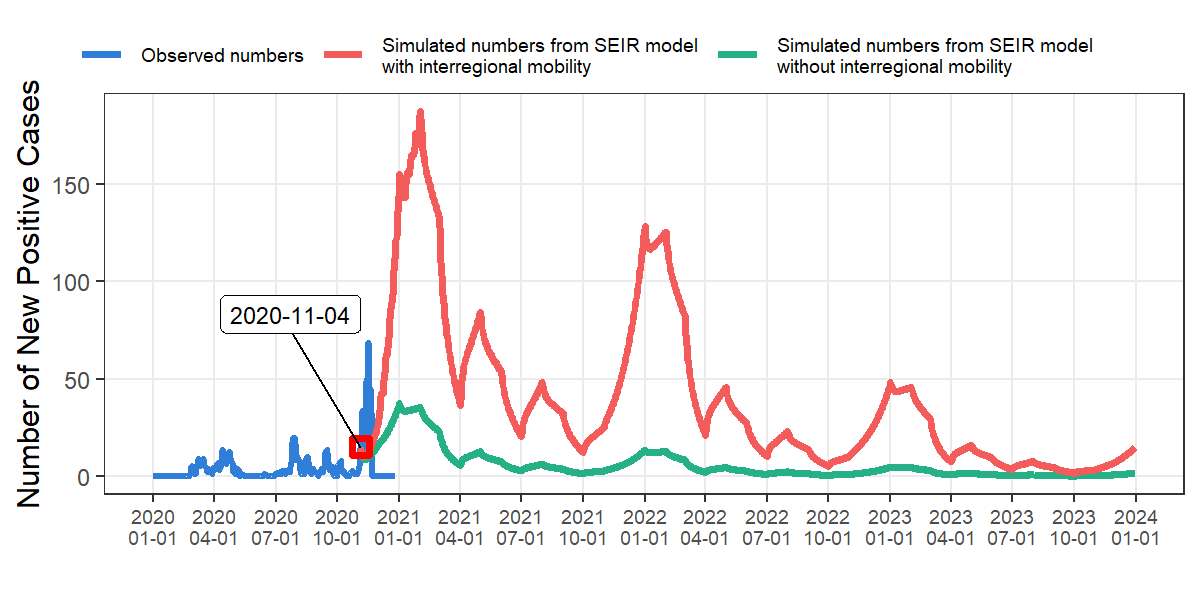 Observed numbers
Simulated numbers from SEIR model
with interregional mobility
Simulated numbers from SEIR model
without interregional mobility
Number of New Positive Cases
150
100
50
0
2020-11-04
2020 2020 2020 2020 2021 2021 2021 2021 2022 2022 2022 2022 2023 2023 2023 2023 2024
01-01 04-01 07-01 10-01 01-01 04-01 07-01 10-01 01-01 04-01 07-01 10-01 01-01 04-01 07-01 10-01 01-01